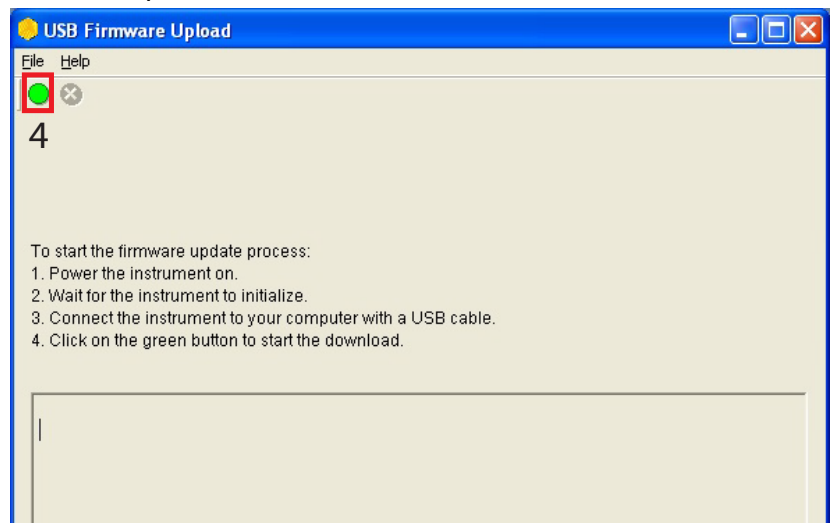 USB Firmware Upload
File Help
4
To start the firmware update process:
1. Power the instrument on.
2. Wait for the instrument to initialize.
3. Connect the instrument to your computer with a USB cable.
4. Click on the green button to start the download.